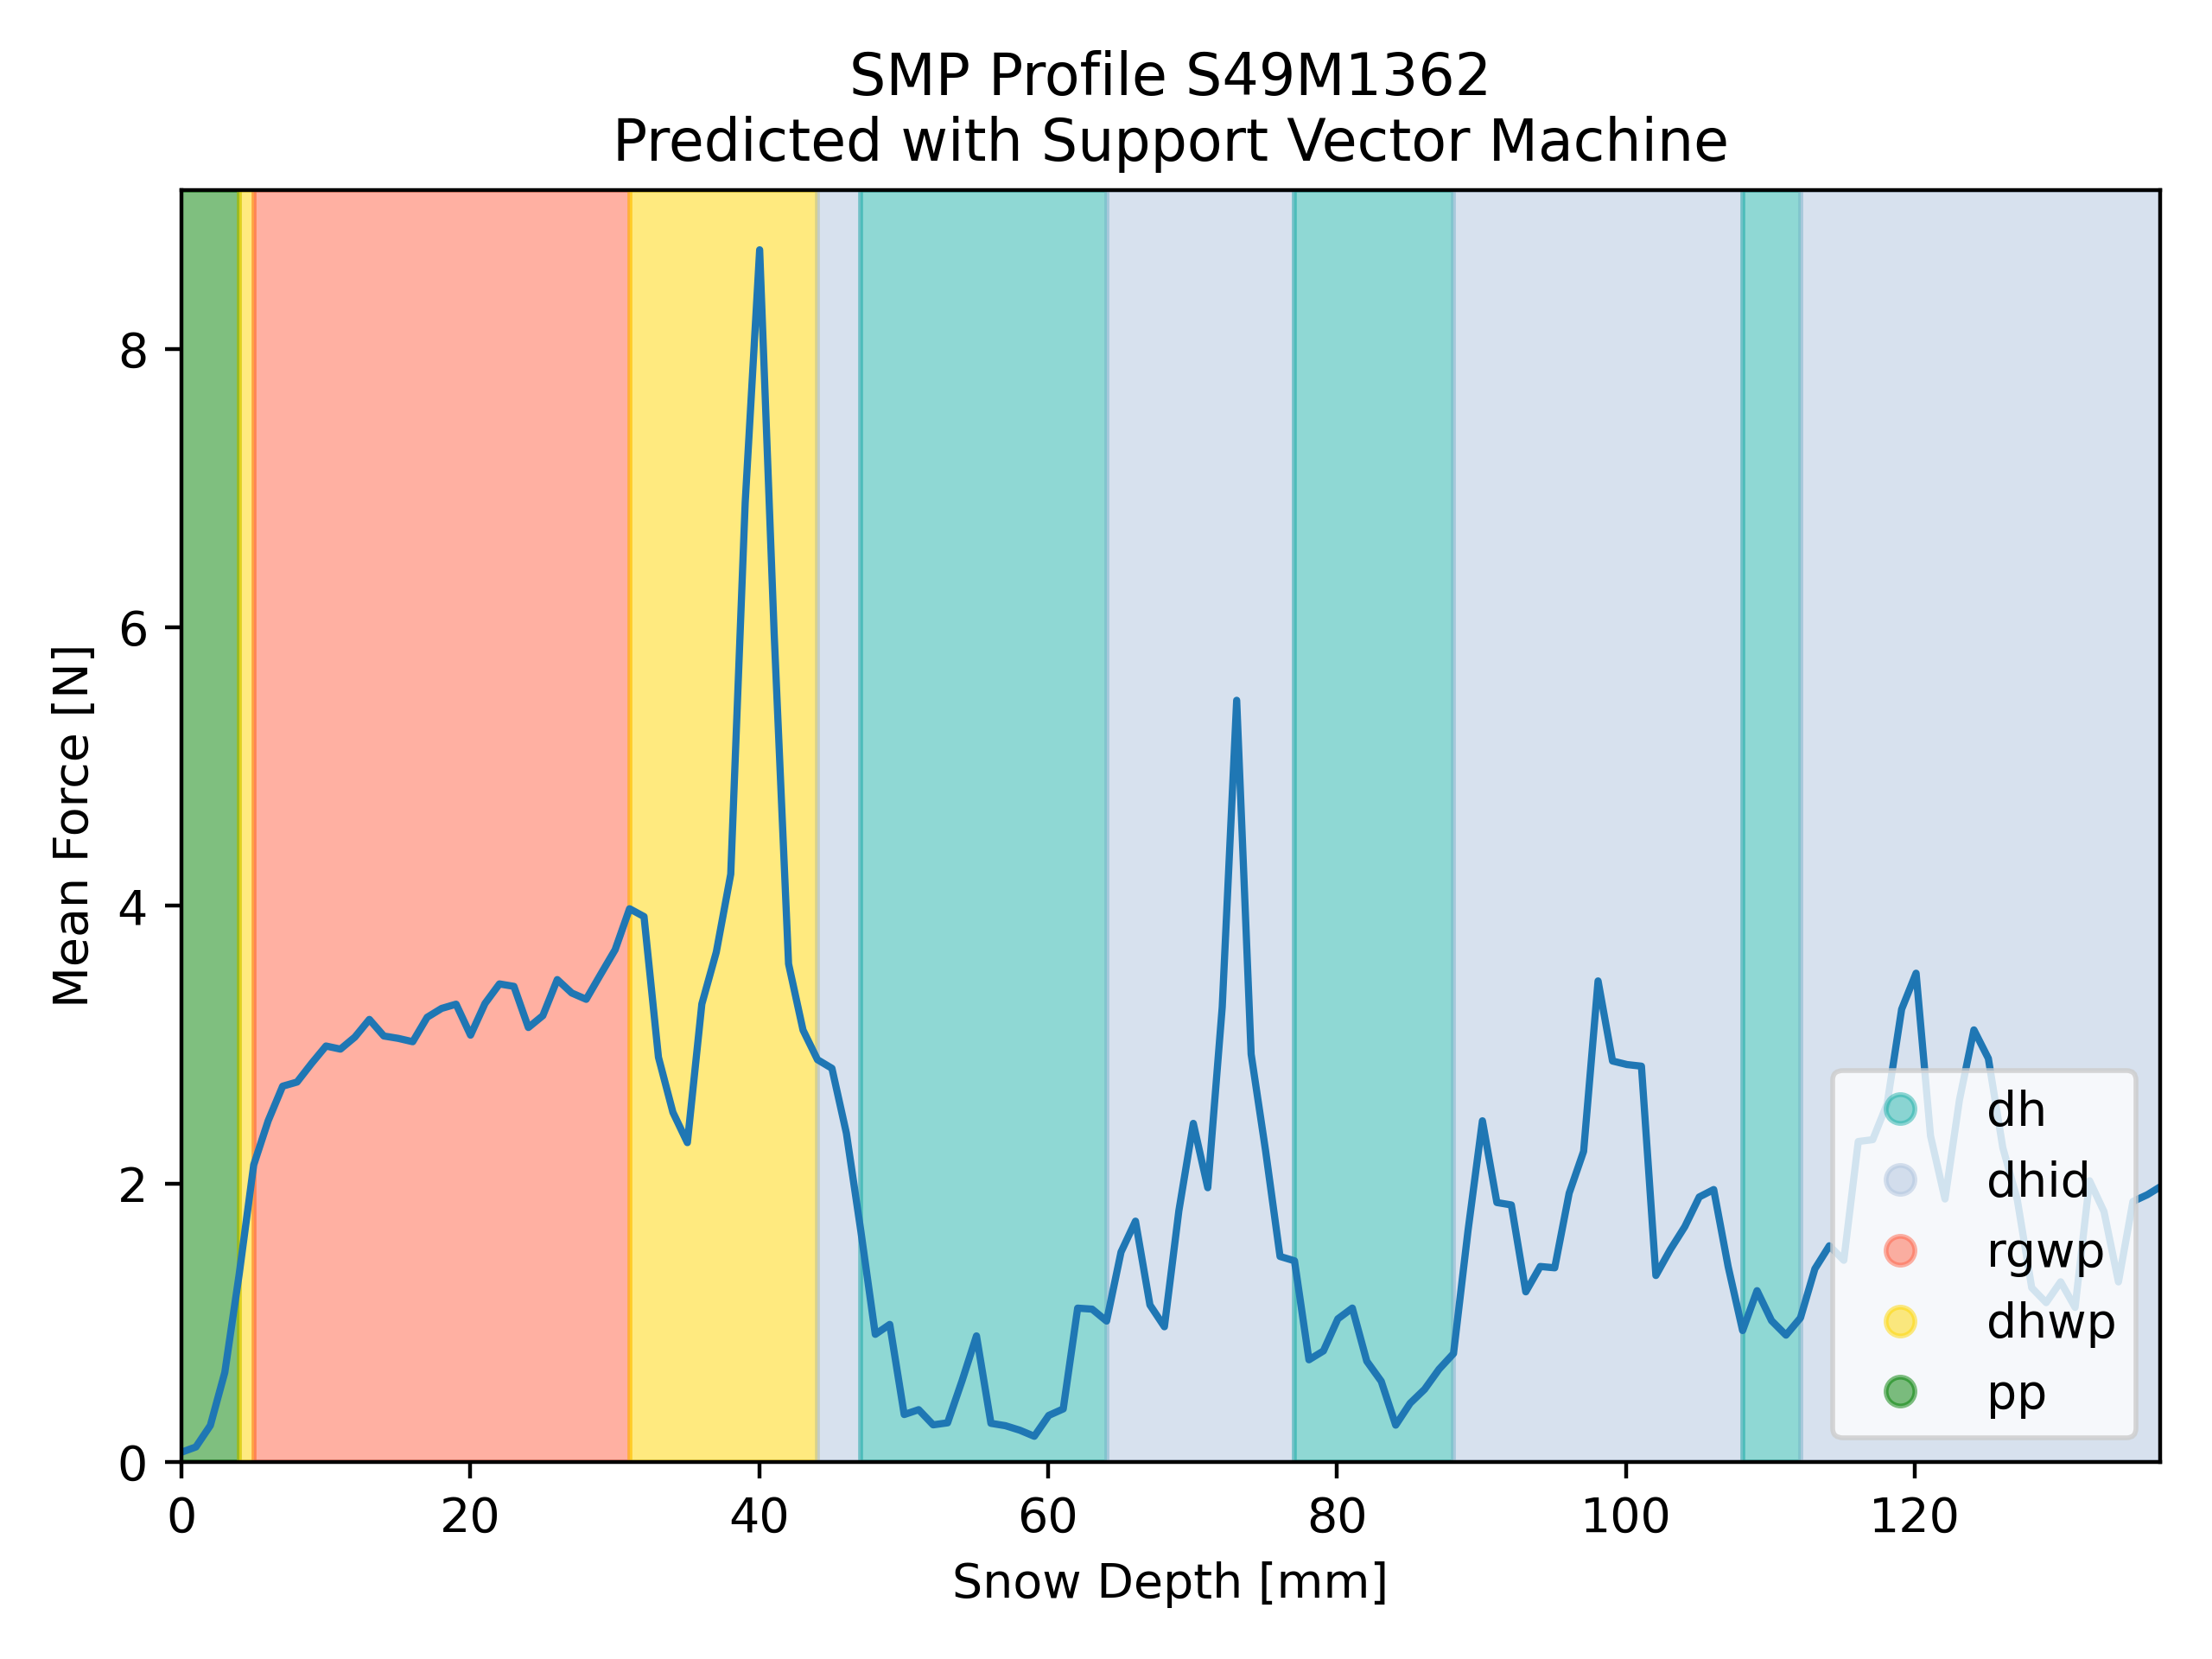 SMP Profile S49M1362
Predicted with Support Vector Machine
Mean Force [N]
8
6
4
2
0
0 20 40 60 80 100 120
Snow Depth [mm]
dh
dhid
rgwp
dhwp
pp